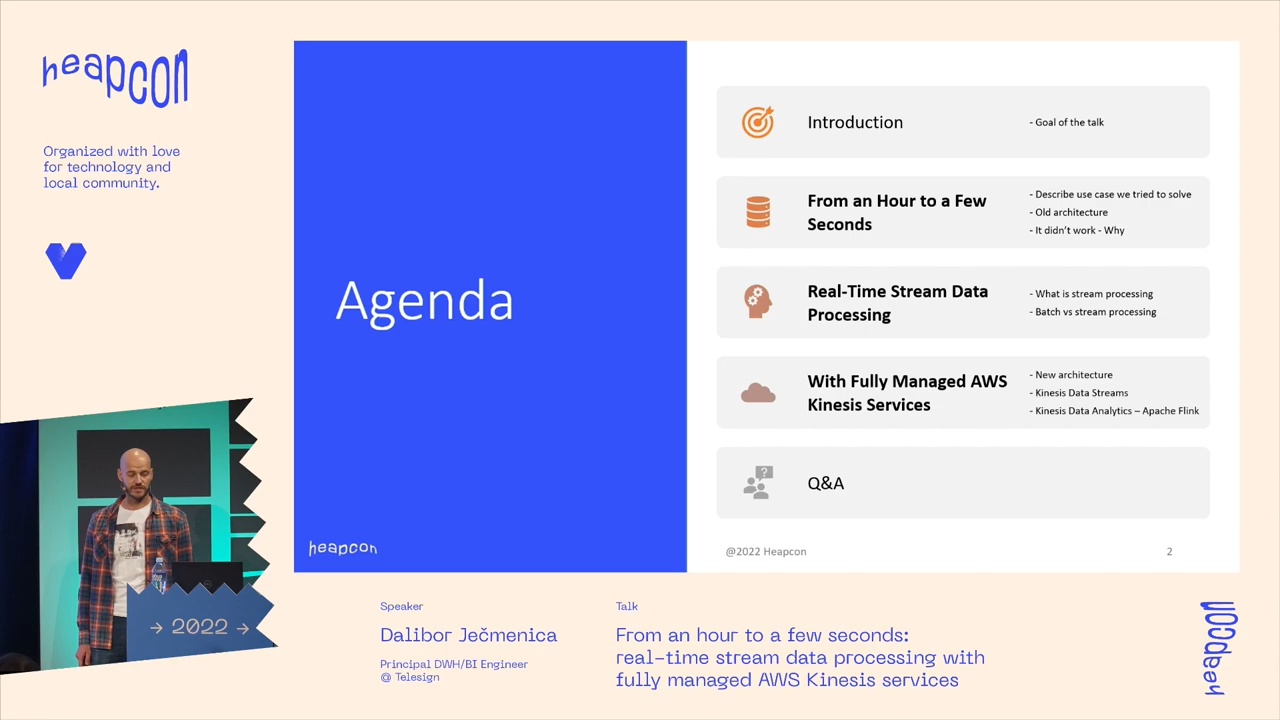 heapcon
Organized with love
for technology and
local community.
Agenda
heapcon
Introduction
- Goal of the talk
From an Hour to a Few
Seconds
- Describe use case we tried to solve
- Old architecture
- It didn't work - Why
Real-Time Stream Data
Processing
- What is stream processing
- Batch vs stream processing
With Fully Managed AWS
Kinesis Services
- New architecture
- Kinesis Data Streams
- Kinesis Data Analytics – Apache Flink
?
Q&A
@2022 Heapcon
2
→ 2022 →
Speaker
Dalibor Ječmenica
Principal DWH/BI Engineer
@ Telesign
Talk
From an hour to a few seconds:
real-time stream data processing with
fully managed AWS Kinesis services
heapcon